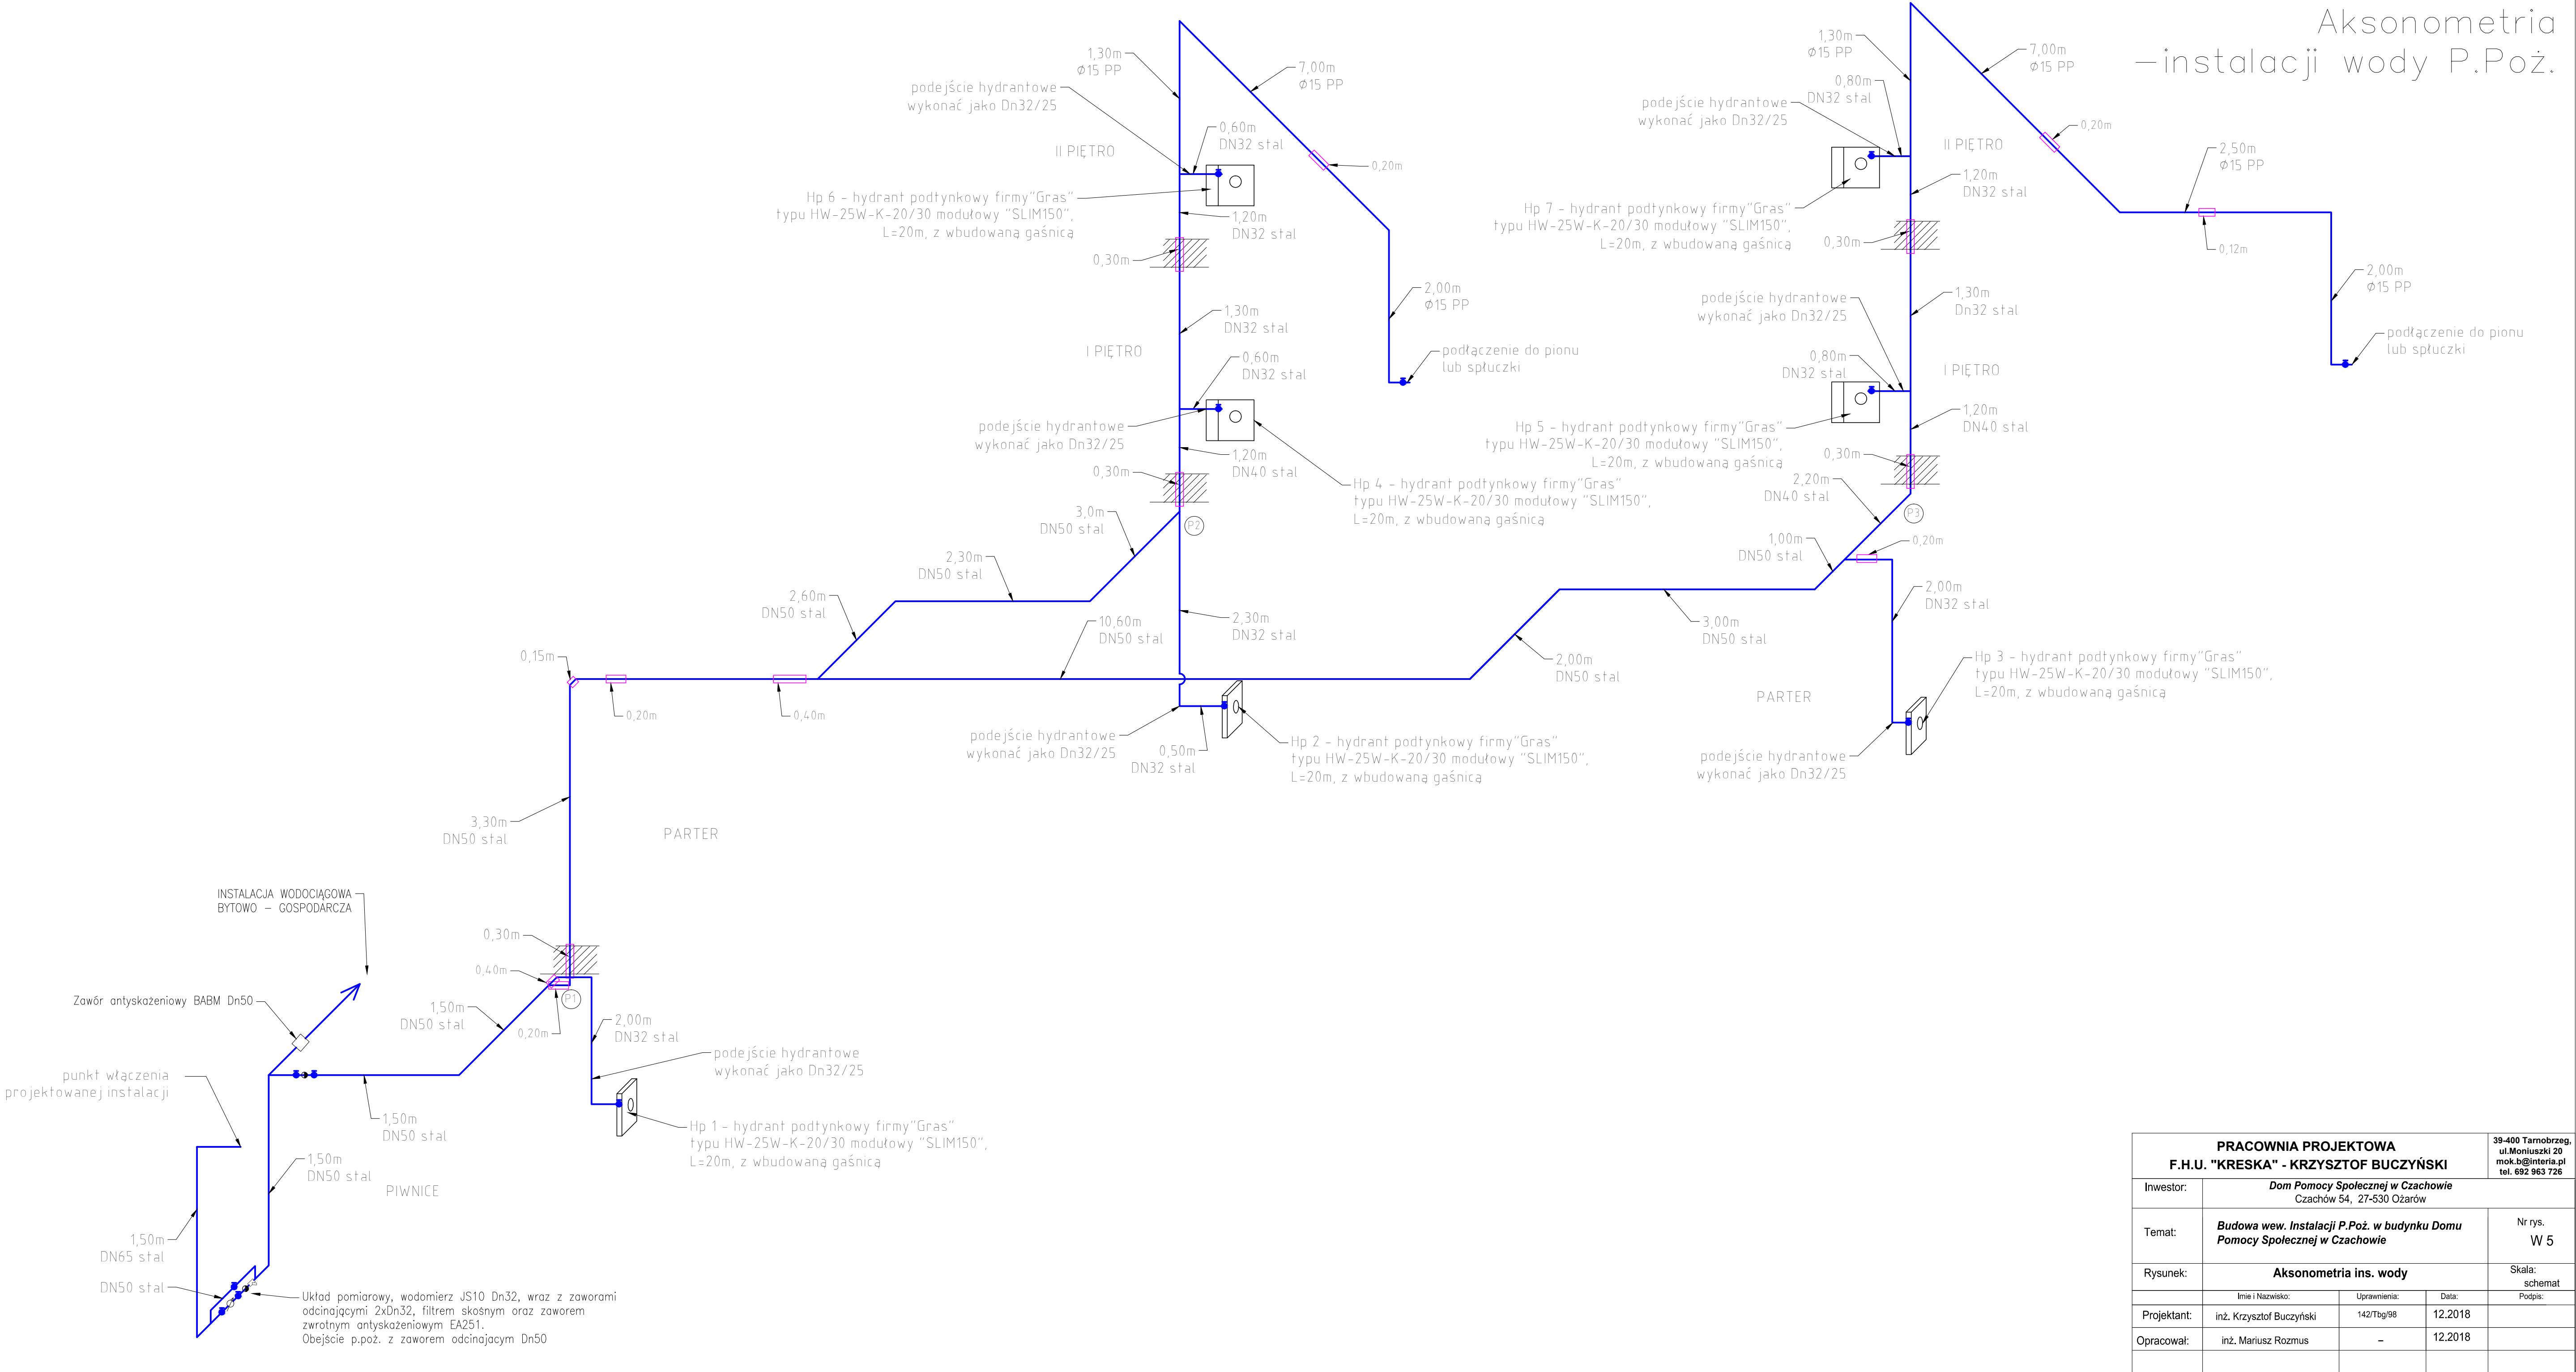 Aksonometria
-instalacji wody P.Poż.
1,30m
Ø15 PP
podejście hydrantowe
wykonać jako Dn32/25
7,00m
Ø15 PP
0,60m
DN32 stal
II PIĘTRO
0,20m
Hp 6 - hydrant podtynkowy firmy"Gras"
typu HW-25W-K-20/30 modułowy "SLIM150",
L=20m, z wbudowaną gaśnicą
1,20m
DN32 stal
0,30m
1,30m
DN32 stal
2,00m
Ø15 PP
I PIĘTRO
0,60m
DN32 stal
podłączenie do pionu
lub spłuczki
podejście hydrantowe
wykonać jako Dn32/25
1,20m
DN40 stal
0,30m
Hp 4 - hydrant podtynkowy firmy"Gras"
typu HW-25W-K-20/30 modułowy "SLIM150",
L=20m, z wbudowaną gaśnicą
3,0m
DN50 stal
P2
2,30m
DN50 stal
2,60m
DN50 stal
10,60m
DN50 stal
2,30m
DN32 stal
0,15m
0,20m
0,40m
podejście hydrantowe
wykonać jako Dn32/25
0,50m
DN32 stal
Hp 2 - hydrant podtynkowy firmy"Gras"
typu HW-25W-K-20/30 modułowy "SLIM150",
L=20m, z wbudowaną gaśnicą
1,30m
Ø15 PP
0,80m
DN32 stal
podejście hydrantowe
wykonać jako Dn32/25
7,00m
Ø15 PP
0,20m
II PIĘTRO
2,50m
Ø15 PP
1,20m
DN32 stal
Hp 7 - hydrant podtynkowy firmy"Gras"
typu HW-25W-K-20/30 modułowy "SLIM150",
L=20m, z wbudowaną gaśnicą
0,30m
0,12m
2,00m
Ø15 PP
podejście hydrantowe
wykonać jako Dn32/25
1,30m
Dn32 stal
podłączenie do pionu
lub spłuczki
0,80m
DN32 stal
I PIĘTRO
1,20m
DN40 stal
Hp 5 - hydrant podtynkowy firmy"Gras"
typu HW-25W-K-20/30 modułowy "SLIM150",
L=20m, z wbudowaną gaśnicą
0,30m
2,20m
DN40 stal
P3
1,00m
DN50 stal
0,20m
2,00m
DN32 stal
3,00m
DN50 stal
2,00m
DN50 stal
PARTER
Hp 3 - hydrant podtynkowy firmy"Gras"
typu HW-25W-K-20/30 modułowy "SLIM150",
L=20m, z wbudowaną gaśnicą
podejście hydrantowe
wykonać jako Dn32/25
3,30m
DN50 stal
PARTER
INSTALACJA WODOCIĄGOWA
BYTOWO - GOSPODARCZA
0,30m
0,40m
P1
Zawór antyskażeniowy BABM Dn50
1,50m
DN50 stal
0,20m
2,00m
DN32 stal
podejście hydrantowe
wykonać jako Dn32/25
punkt włączenia
projektowanej instalacji
1,50m
DN50 stal
Hp 1 - hydrant podtynkowy firmy"Gras"
typu HW-25W-K-20/30 modułowy "SLIM150",
L=20m, z wbudowaną gaśnicą
1,50m
DN50 stal
PIWNICE
1,50m
DN65 stal
DN50 stal
Układ pomiarowy, wodomierz JS10 Dn32, wraz z zaworami
odcinającymi 2xDn32, filtrem skośnym oraz zaworem
zwrotnym antyskażeniowym EA251.
Obejście p.poż. z zaworem odcinajacym Dn50
PRACOWNIA PROJEKTOWA
F.H.U. "KRESKA" - KRZYSZTOF BUCZYŃSKI
39-400 Tarnobrzeg,
ul.Moniuszki 20
mok.b@interia.pl
tel. 692 963 726
Inwestor:
Dom Pomocy Społecznej w Czachowie
Czachów 54, 27-530 Ożarów
Temat:
Budowa wew. Instalacji P.Poż. w budynku Domu
Pomocy Społecznej w Czachowie
Nr rys.
W 5
Rysunek:
Aksonometria ins. wody
Skala:
schemat
Imie i Nazwisko: Uprawnienia: Data: Podpis:
Projektant: inż. Krzysztof Buczyński 142/Tbg/98 12.2018
Opracował: inż. Mariusz Rozmus - 12.2018